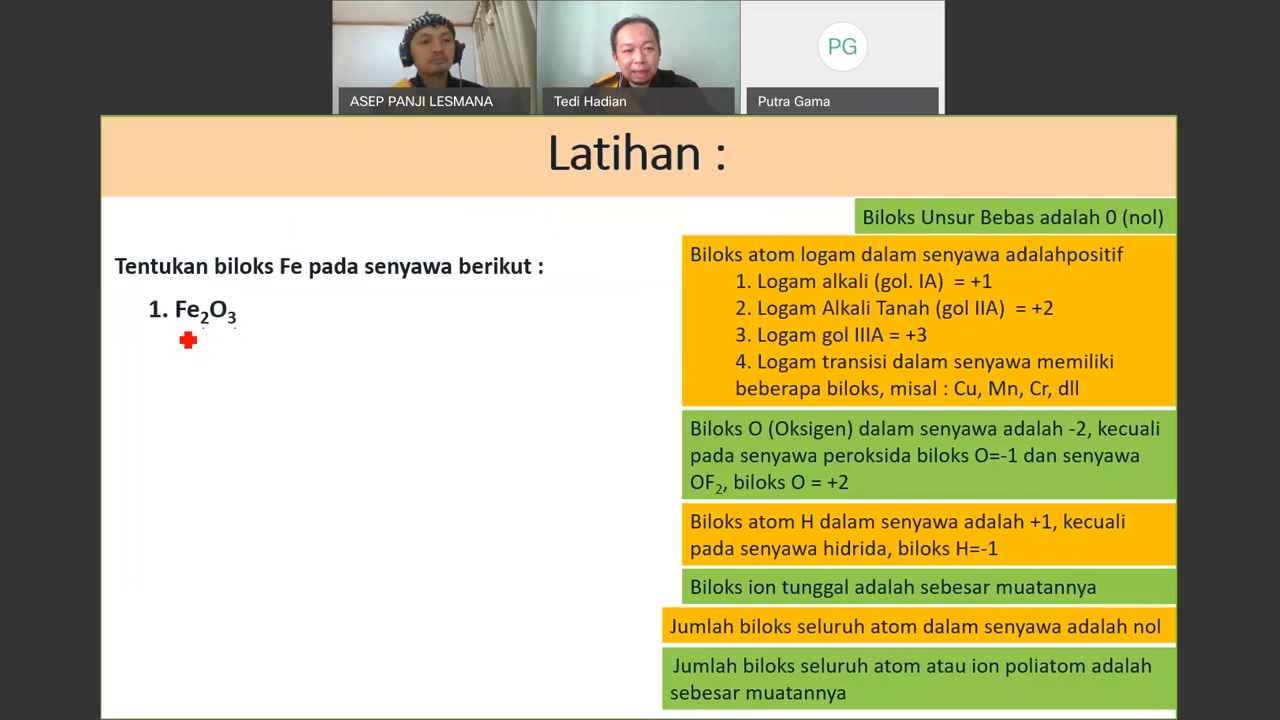 ASEP PANJI LESMANA
Tedi Hadian
PG
Putra Gama
Latihan :
Tentukan biloks Fe pada senyawa berikut :
1. Fe₂O₃
Biloks Unsur Bebas adalah 0 (nol)
Biloks atom logam dalam senyawa adalahpositif
1. Logam alkali (gol. IA) = +1
2. Logam Alkali Tanah (gol IIA) = +2
3. Logam gol IIIA = +3
4. Logam transisi dalam senyawa memiliki
beberapa biloks, misal : Cu, Mn, Cr, dll
Biloks O (Oksigen) dalam senyawa adalah -2, kecuali
pada senyawa peroksida biloks O=-1 dan senyawa
OF₂, biloks O = +2
Biloks atom H dalam senyawa adalah +1, kecuali
pada senyawa hidrida, biloks H=-1
Biloks ion tunggal adalah sebesar muatannya
Jumlah biloks seluruh atom dalam senyawa adalah nol
Jumlah biloks seluruh atom atau ion poliatom adalah
sebesar muatannya